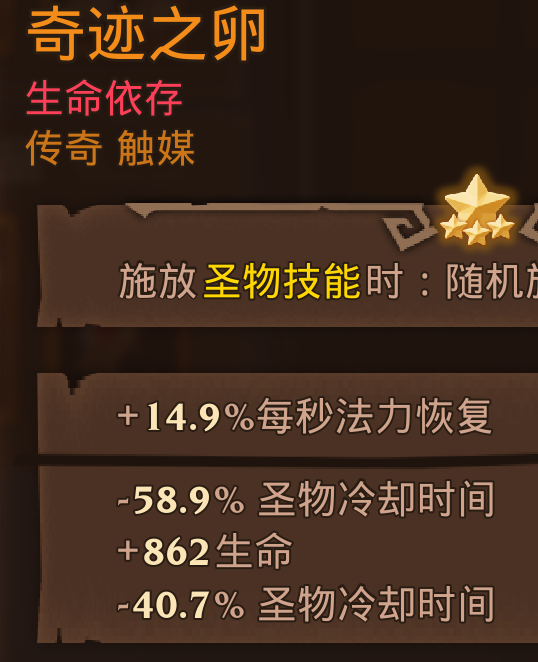 奇迹之卵
生命依存
传奇 触媒
施放圣物技能时：随机
+14.9%每秒法力恢复
-58.9% 圣物冷却时间
+862生命
-40.7% 圣物冷却时间